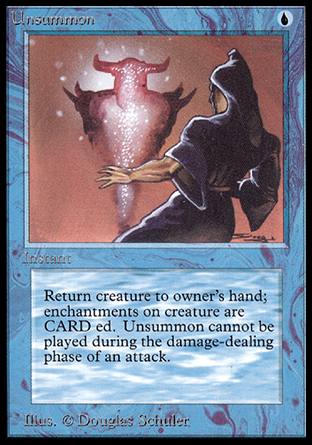 Unsummon
Instant
Return creature to owner's hand;
enchantments on creature are
CARD ed. Unsummon cannot be
played during the damage-dealing
phase of an attack.
Illus. © Douglas Schuler